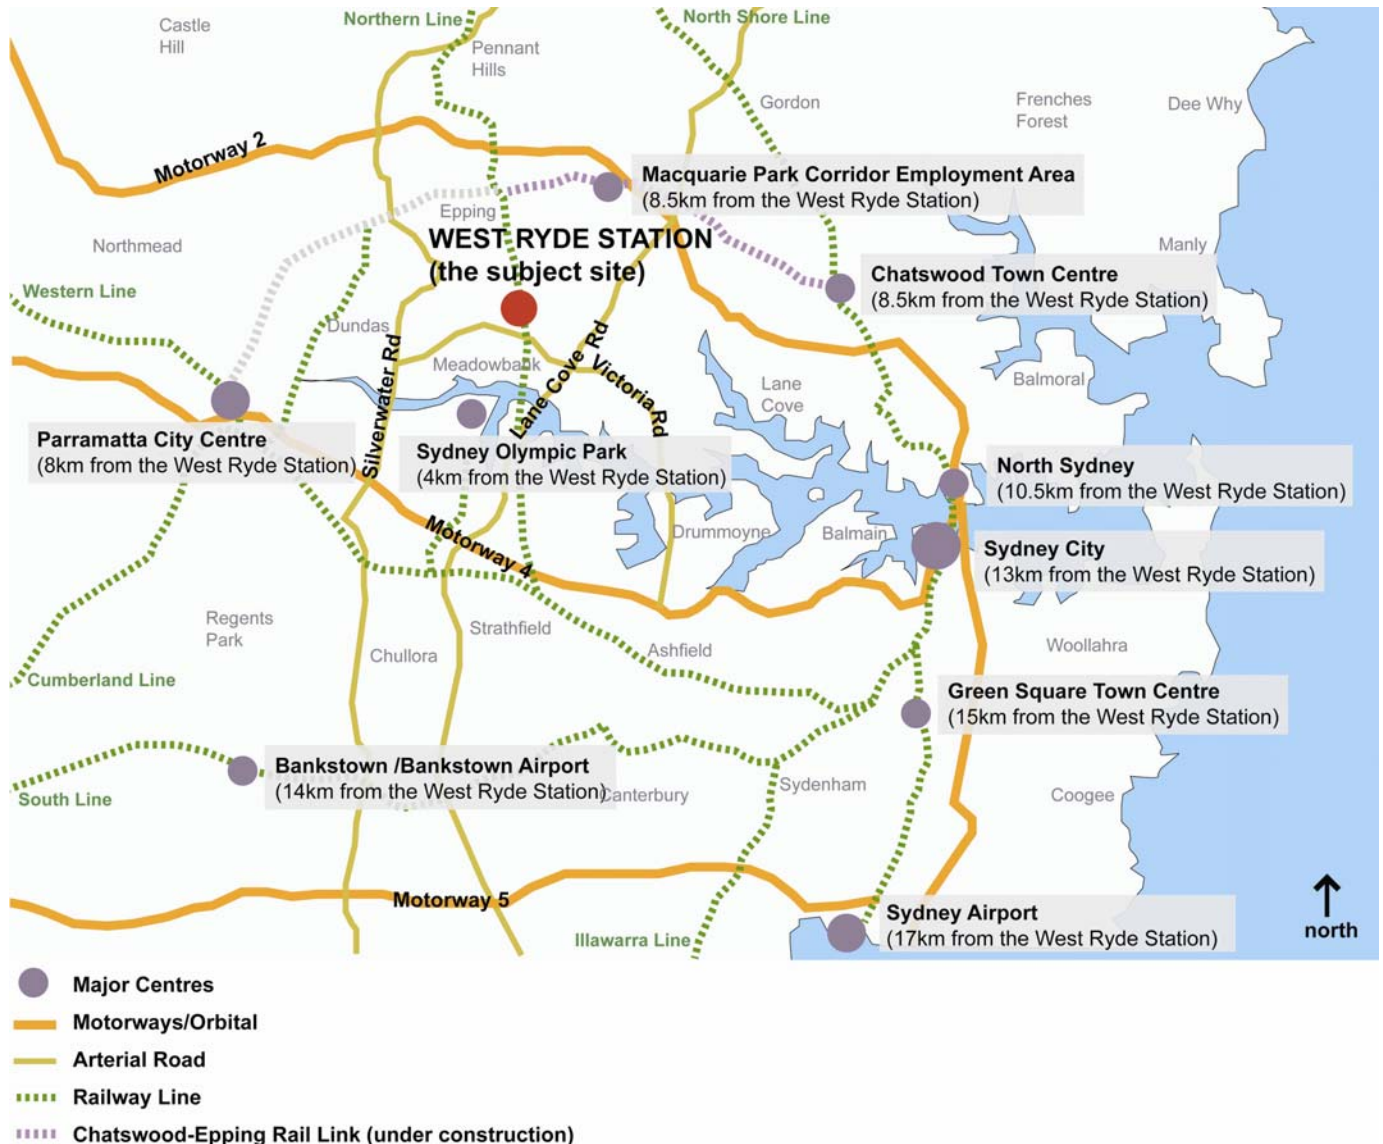 Castle
Hill
Northern Line
Pennant
Hills
North Shore Line
Gordon
Frenches
Forest
Dee Why
Motorway 2
Macquarie Park Corridor Employment Area
(8.5km from the West Ryde Station)
Epping
Northmead
WEST RYDE STATION
(the subject site)
Manly
Chatswood Town Centre
(8.5km from the West Ryde Station)
Western Line
Dundas
Silverwater Rd
Meadowbank
Lane Cove Rd
Victoria Rd
Lane
Cove
Balmoral
Parramatta City Centre
(8km from the West Ryde Station)
Sydney Olympic Park
(4km from the West Ryde Station)
North Sydney
(10.5km from the West Ryde Station)
Motorway 4
Drummoyne
Balmain
Sydney City
(13km from the West Ryde Station)
Regents
Park
Strathfield
Chullora
Ashfield
Woollahra
Cumberland Line
Green Square Town Centre
(15km from the West Ryde Station)
Bankstown /Bankstown Airport
(14km from the West Ryde Station)
Canterbury
Sydenham
Coogee
South Line
Motorway 5
Illawarra Line
Sydney Airport
(17km from the West Ryde Station)
north
Major Centres
Motorways/Orbital
Arterial Road
Railway Line
Chatswood-Epping Rail Link (under construction)